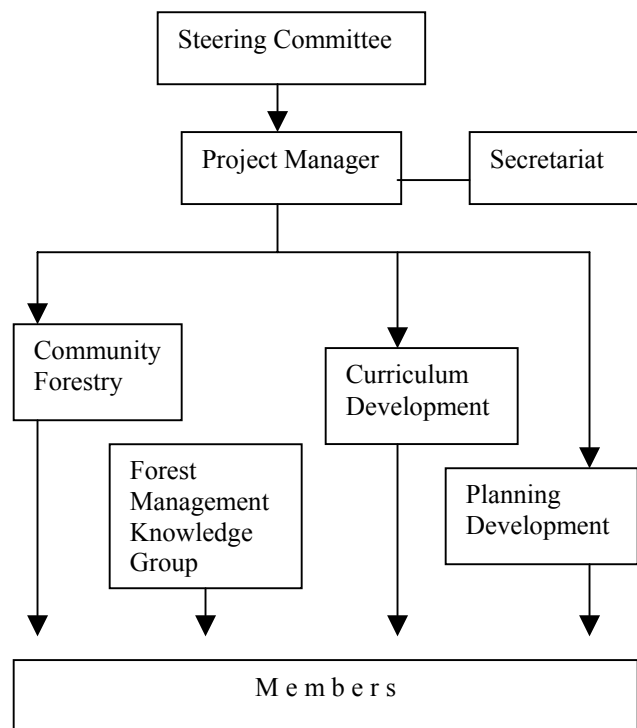 Steering Committee
Project Manager
Secretariat
Community
Forestry
Curriculum
Development
Forest
Management
Knowledge
Group
Planning
Development
M e m b e r s